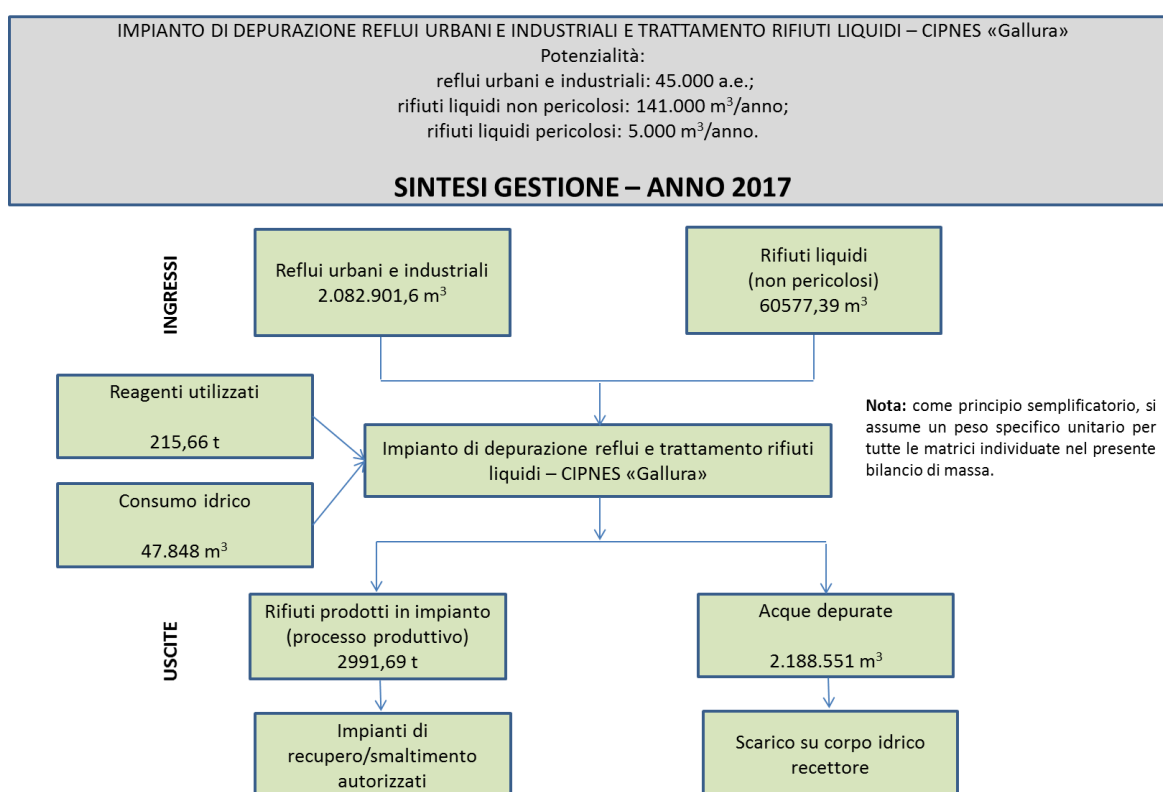 IMPIANTO DI DEPURAZIONE REFLUI URBANI E INDUSTRIALI E TRATTAMENTO RIFIUTI LIQUIDI – CIPNES «Gallura»
Potenzialità:
reflui urbani e industriali: 45.000 a.e.;
rifiuti liquidi non pericolosi: 141.000 m³/anno;
rifiuti liquidi pericolosi: 5.000 m³/anno.
SINTESI GESTIONE – ANNO 2017
INGRESSI
Reflui urbani e industriali
2.082.901,6 m³
Rifiuti liquidi
(non pericolosi)
60577,39 m³
Reagenti utilizzati
215,66 t
Consumo idrico
47.848 m³
Impianto di depurazione reflui e trattamento rifiuti
liquidi – CIPNES «Gallura»
Nota: come principio semplificatorio, si
assume un peso specifico unitario per
tutte le matrici individuate nel presente
bilancio di massa.
USCITE
Rifiuti prodotti in impianto
(processo produttivo)
2991,69 t
Acque depurate
2.188.551 m³
Impianti di
recupero/smaltimento
autorizzati
Scarico su corpo idrico
recettore